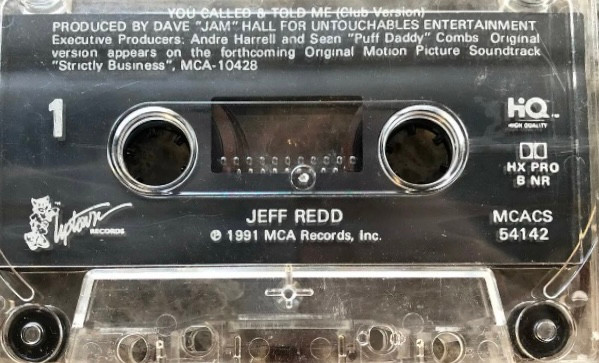 YOU CALLED & TOLD ME (Club Version)
PRODUCED BY DAVE "JAM" HALL FOR UNTOUCHABLES ENTERTAINMENT
Executive Producers: Andre Harrell and Sean "Puff Daddy" Combs Original
version appears on the forthcoming Original Motion Picture Soundtrack
"Strictly Business", MCA-10428
1
HiQ
HIGH QUALITY
HX PRO
B NR
Uptown
RECORDS
JEFF REDD
℗ 1991 MCA Records, Inc.
MCACS
54142